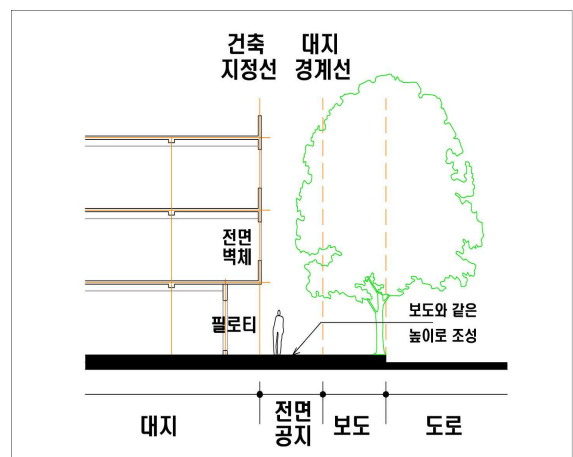 건축
지정선
대지
경계선
전면
벽체
필로티
보도와 같은
높이로 조성
대지
전면
공지
보도
도로